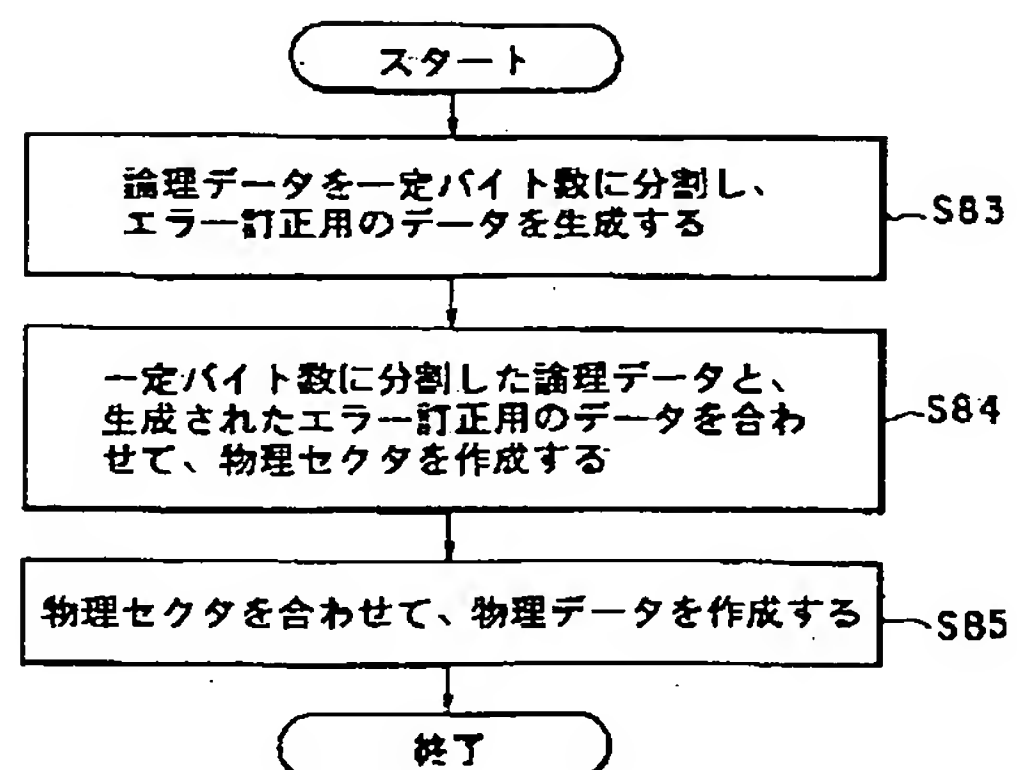 スタート
論理データを一定バイト数に分割し、
エラー訂正用のデータを生成する
S83
一定バイト数に分割した論理データと、
生成されたエラー訂正用のデータを合わ
せて、物理セクタを作成する
S84
物理セクタを合わせて、物理データを作成する
S85
終了